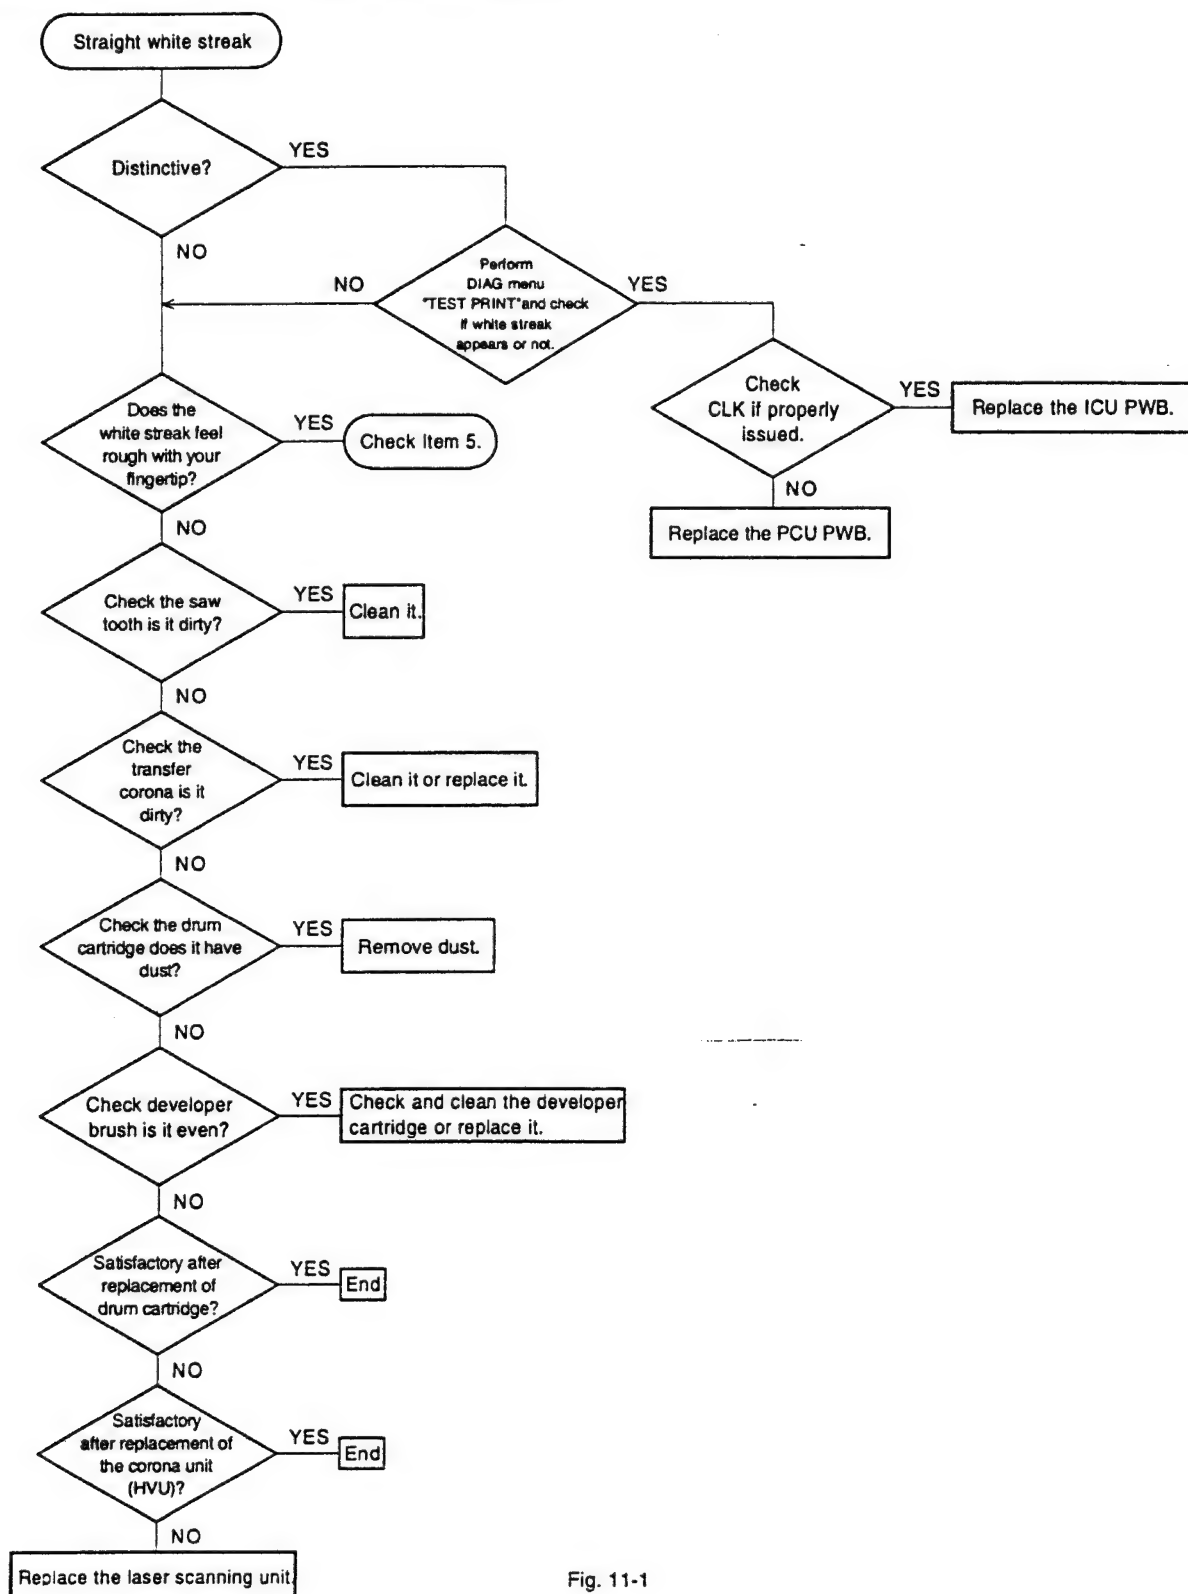 Straight white streak
Distinctive?
YES
NO
Perform
DIAG menu
"TEST PRINT"and check
if white streak
appears or not.
NO
YES
Check
CLK if properly
issued.
YES
Replace the ICU PWB.
NO
Replace the PCU PWB.
Does the
white streak feel
rough with your
fingertip?
YES
Check Item 5.
NO
Check the saw
tooth is it dirty?
YES
Clean it.
NO
Check the
transfer
corona is it
dirty?
YES
Clean it or replace it.
NO
Check the drum
cartridge does it have
dust?
YES
Remove dust.
NO
Check developer
brush is it even?
YES
Check and clean the developer
cartridge or replace it.
NO
Satisfactory after
replacement of
drum cartridge?
YES
End
NO
Satisfactory
after replacement of
the corona unit
(HVU)?
YES
End
NO
Replace the laser scanning unit.
Fig. 11-1